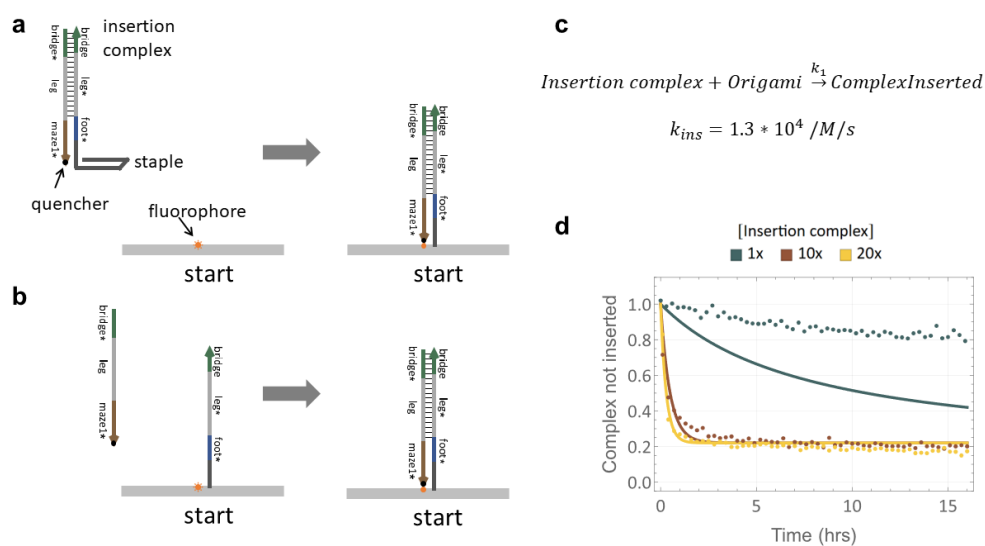 a
insertion
complex
bridge*
bridge
leg
leg*
maze1*
foot*
staple
quencher
fluorophore
start
bridge*
bridge
leg
leg*
maze1*
foot*
start
b
bridge*
leg
maze1*
bridge
leg*
foot*
start
bridge*
bridge
leg
leg*
maze1*
foot*
start
c
Insertion complex + Origami k₁→ ComplexInserted
kᵢₙₛ = 1.3 * 10⁴ /M/s
d
[Insertion complex]
1x 10x 20x
Complex not inserted
1.0
0.8
0.6
0.4
0.2
0.0
0 5 10 15
Time (hrs)